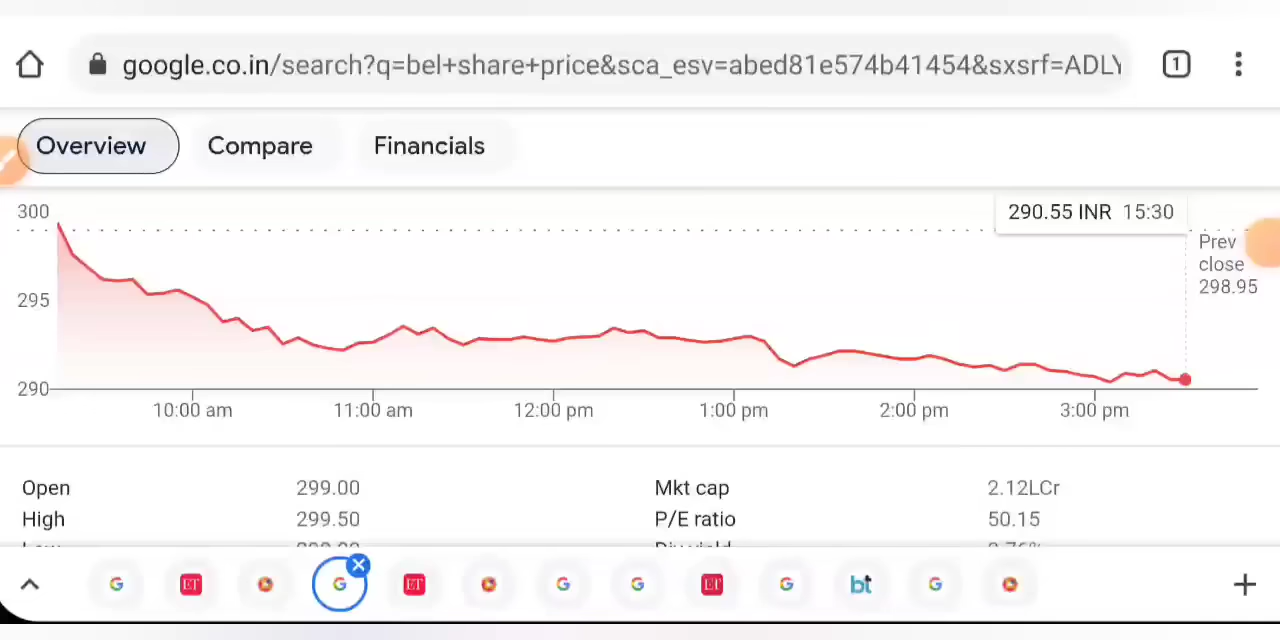 google.co.in/search?q=bel+share+price&sca_esv=abed81e574b41454&sxsrf=ADLY
1
Overview Compare Financials
300
290.55 INR 15:30
Prev
close
298.95
295
290
10:00 am 11:00 am 12:00 pm 1:00 pm 2:00 pm 3:00 pm
Open 299.00 Mkt cap 2.12LCr
High 299.50 P/E ratio 50.15
G ET G ET G G ET G bt G